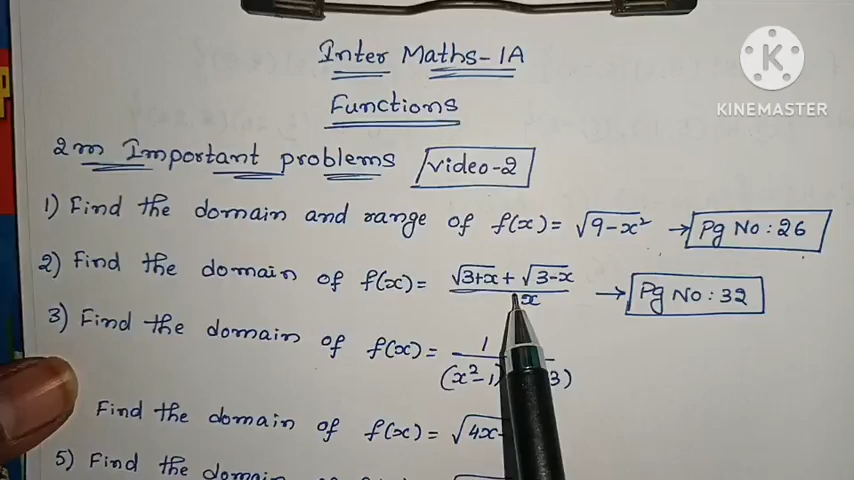 KINEMASTER
Inter Maths-1A
Functions
2m Important problems video-2
1) Find the domain and range of f(x) = √9-x² → Pg No: 26
2) Find the domain of f(x) = √3+x + √3-x / x → Pg No: 32
3) Find the domain of f(x) = 1 / (x²-1) 3)
Find the domain of f(x) = √4x-
5) Find the domain of